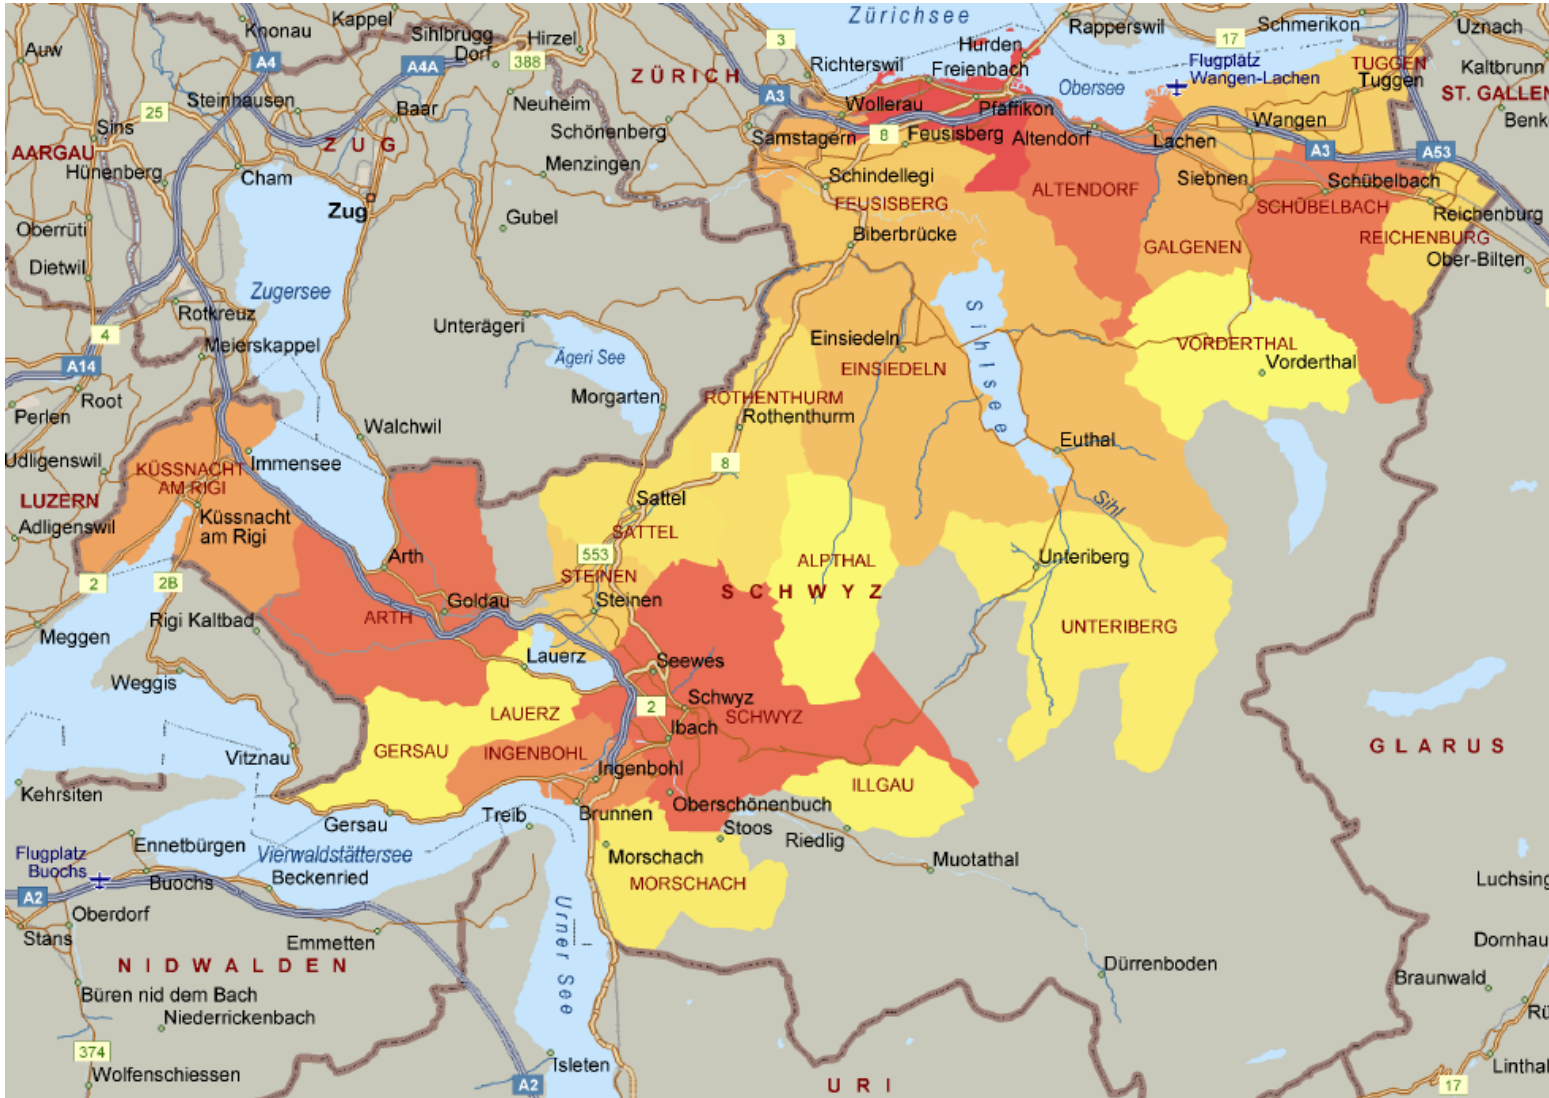 Zürichsee
Kappel
Knonau
Sihlbrugg
Dorf
Hirzel
388
3
Rapperswil
17
Schmerikon
Uznach
Auw
A4
A4A
ZÜRICH
Richterswil
Hurden
Freienbach
Obersee
Flugplatz
Wangen-Lachen
TUGGEN
Tuggen
Kaltbrunn
ST. GALLEN
Benk
25
Steinhausen
Baar
Neuheim
A3
Wollerau
Pfäffikon
Sins
ZUG
Schönenberg
Samstagern
8
Feusisberg
Altendorf
Lachen
Wangen
A3
A53
AARGAU
Hünenberg
Cham
Menzingen
Schindellegi
FEUSISBERG
ALTENDORF
Siebnen
Schübelbach
SCHÜBELBACH
Reichenburg
REICHENBURG
Ober-Bilten
Oberrüti
Zug
Gubel
Biberbrücke
GALGENEN
Dietwil
Zugersee
Rotkreuz
4
Unterägeri
Meierskappel
Ägeri See
Einsiedeln
EINSIEDELN
Sihlsee
VORDERTHAL
Vorderthal
A14
Root
Perlen
Morgarten
ROTHENTHURM
Rothenthurm
Walchwil
Udligenswil
KÜSSNACHT
AM RIGI
Immensee
8
Euthal
LUZERN
Adligenswil
Küssnacht
am Rigi
Sattel
SATTEL
Sihl
553
Arth
STEINEN
ALPTHAL
Unteriberg
2
2B
Goldau
Steinen
SCHWYZ
Meggen
Rigi Kaltbad
ARTH
UNTERIBERG
Lauerz
Seewes
Weggis
2
Schwyz
LAUERZ
SCHWYZ
Ibach
Vitznau
GERSAU
INGENBOHL
Ingenbohl
GLARUS
Kehrsiten
ILLGAU
Oberschönenbuch
Gersau
Treib
Brunnen
Stoos
Riedlig
Ennetbürgen
Flugplatz
Buochs
Vierwaldstättersee
Morschach
Muotathal
Buochs
Beckenried
MORSCHACH
A2
Luchsing
Oberdorf
Stans
Emmetten
Urner See
Dornhau
NIDWALDEN
Dürrenboden
Braunwald
Büren nid dem Bach
Niederrickenbach
Rü
374
Isleten
Linthal
Wolfenschiessen
A2
URI
17